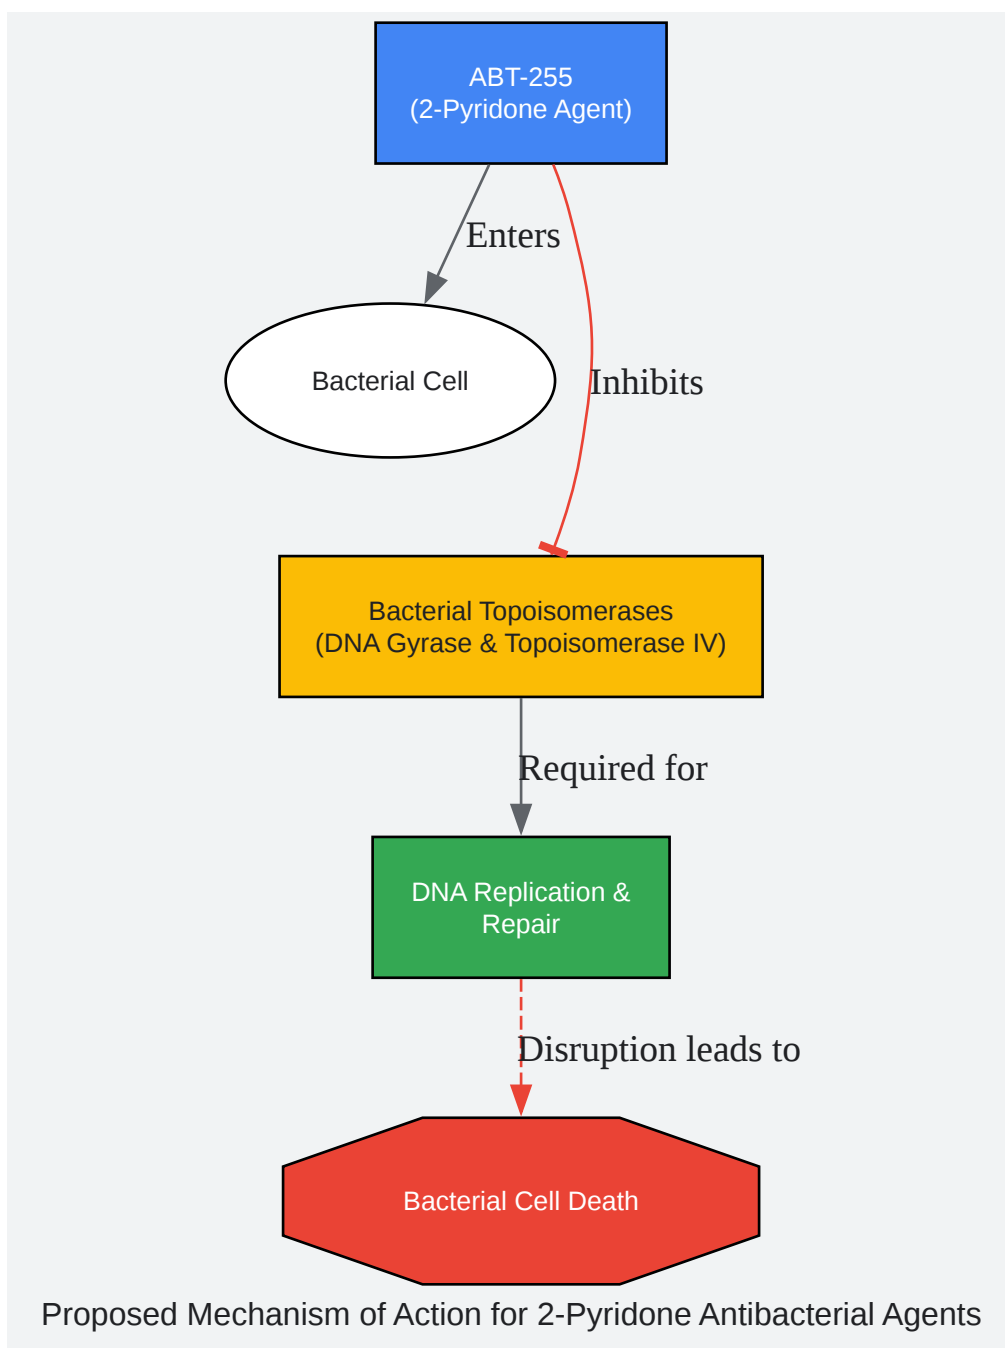 ABT-255
(2-Pyridone Agent)
Enters
Bacterial Cell
Inhibits
Bacterial Topoisomerases
(DNA Gyrase & Topoisomerase IV)
Required for
DNA Replication &
Repair
Disruption leads to
Bacterial Cell Death
Proposed Mechanism of Action for 2-Pyridone Antibacterial Agents